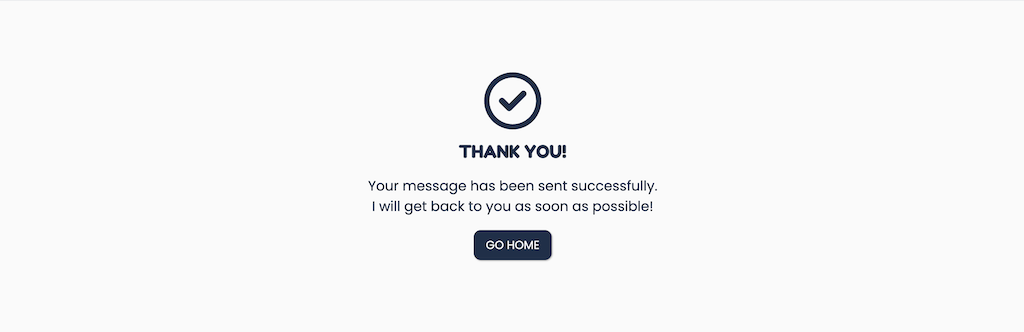 THANK YOU!
Your message has been sent successfully.
I will get back to you as soon as possible!
GO HOME